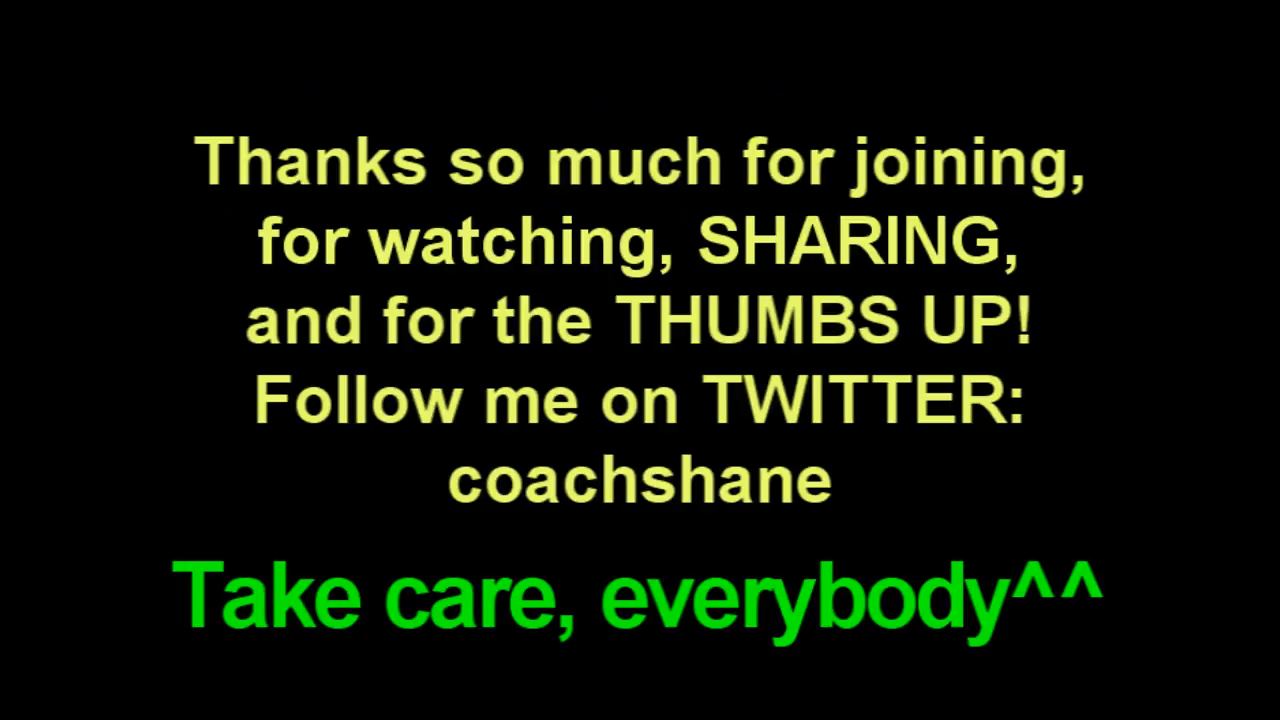 Thanks so much for joining,
for watching, SHARING,
and for the THUMBS UP!
Follow me on TWITTER:
coachshane
Take care, everybody^^